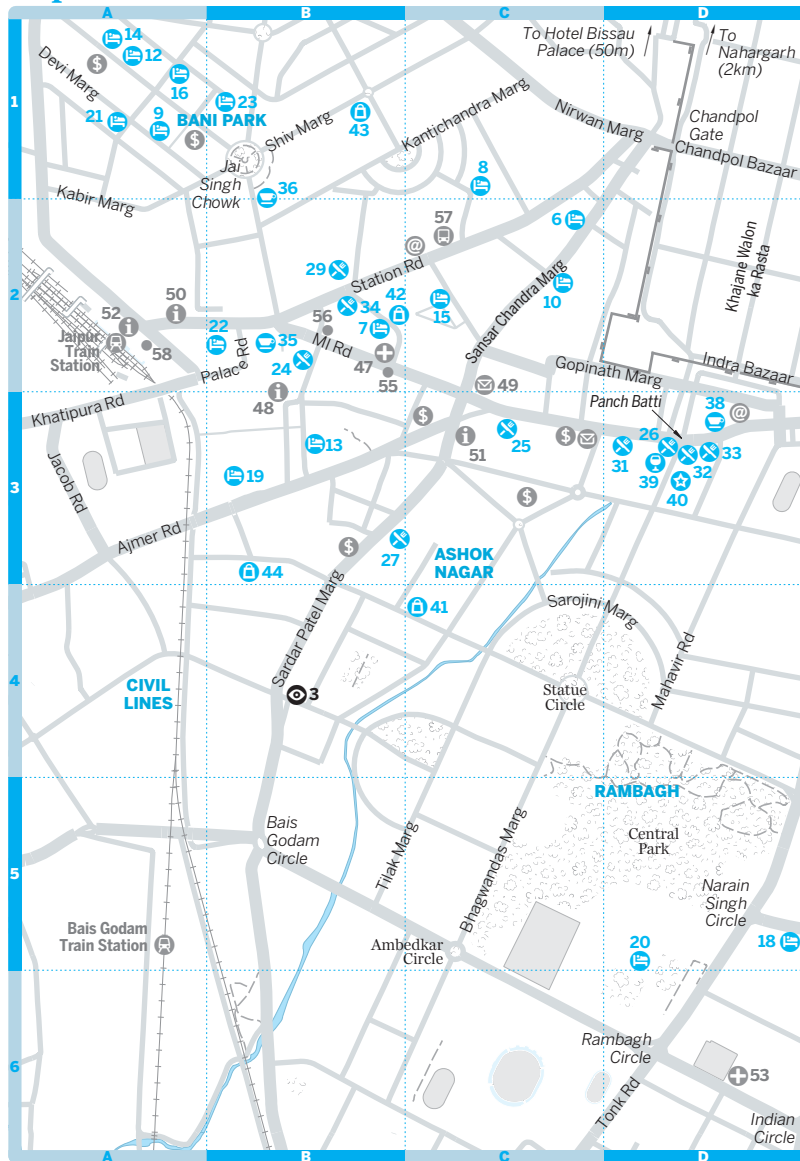 A B C D
To Hotel Bissau
Palace (50m)
To
Nahargarh
(2km)
14
12
Devi Marg
$
16
1
23
21
9
BANI PARK
$
Shiv Marg
43
Kantichandra Marg
Nirwan Marg
Chandpol
Gate
Chandpol Bazaar
Jai
Singh
Chowk
8
Kabir Marg
36
57
@
6
Khajane Walon
ka Rasta
29
Station Rd
2
52
50
34
42
15
10
Sansar Chandra Marg
Jaipur
Train
Station
58
22
Palace Rd
35
24
56
7
MI Rd
47
55
Gopinath Marg
Indra Bazaar
49
Khatipura Rd
48
Panch Batti
38
@
$
25
$
26
13
51
31
39
32
33
40
3
Jacob Rd
19
$
Ajmer Rd
$
27
ASHOK
NAGAR
44
41
Sarojini Marg
Sardar Patel Marg
4
CIVIL
LINES
3
Statue
Circle
Mahavir Rd
RAMBAGH
Bais
Godam
Circle
Central
Park
5
Tilak Marg
Bhagwandas Marg
Narain
Singh
Circle
Bais Godam
Train Station
Ambedkar
Circle
20
18
Rambagh
Circle
6
53
Tonk Rd
Indian
Circle
A B C D